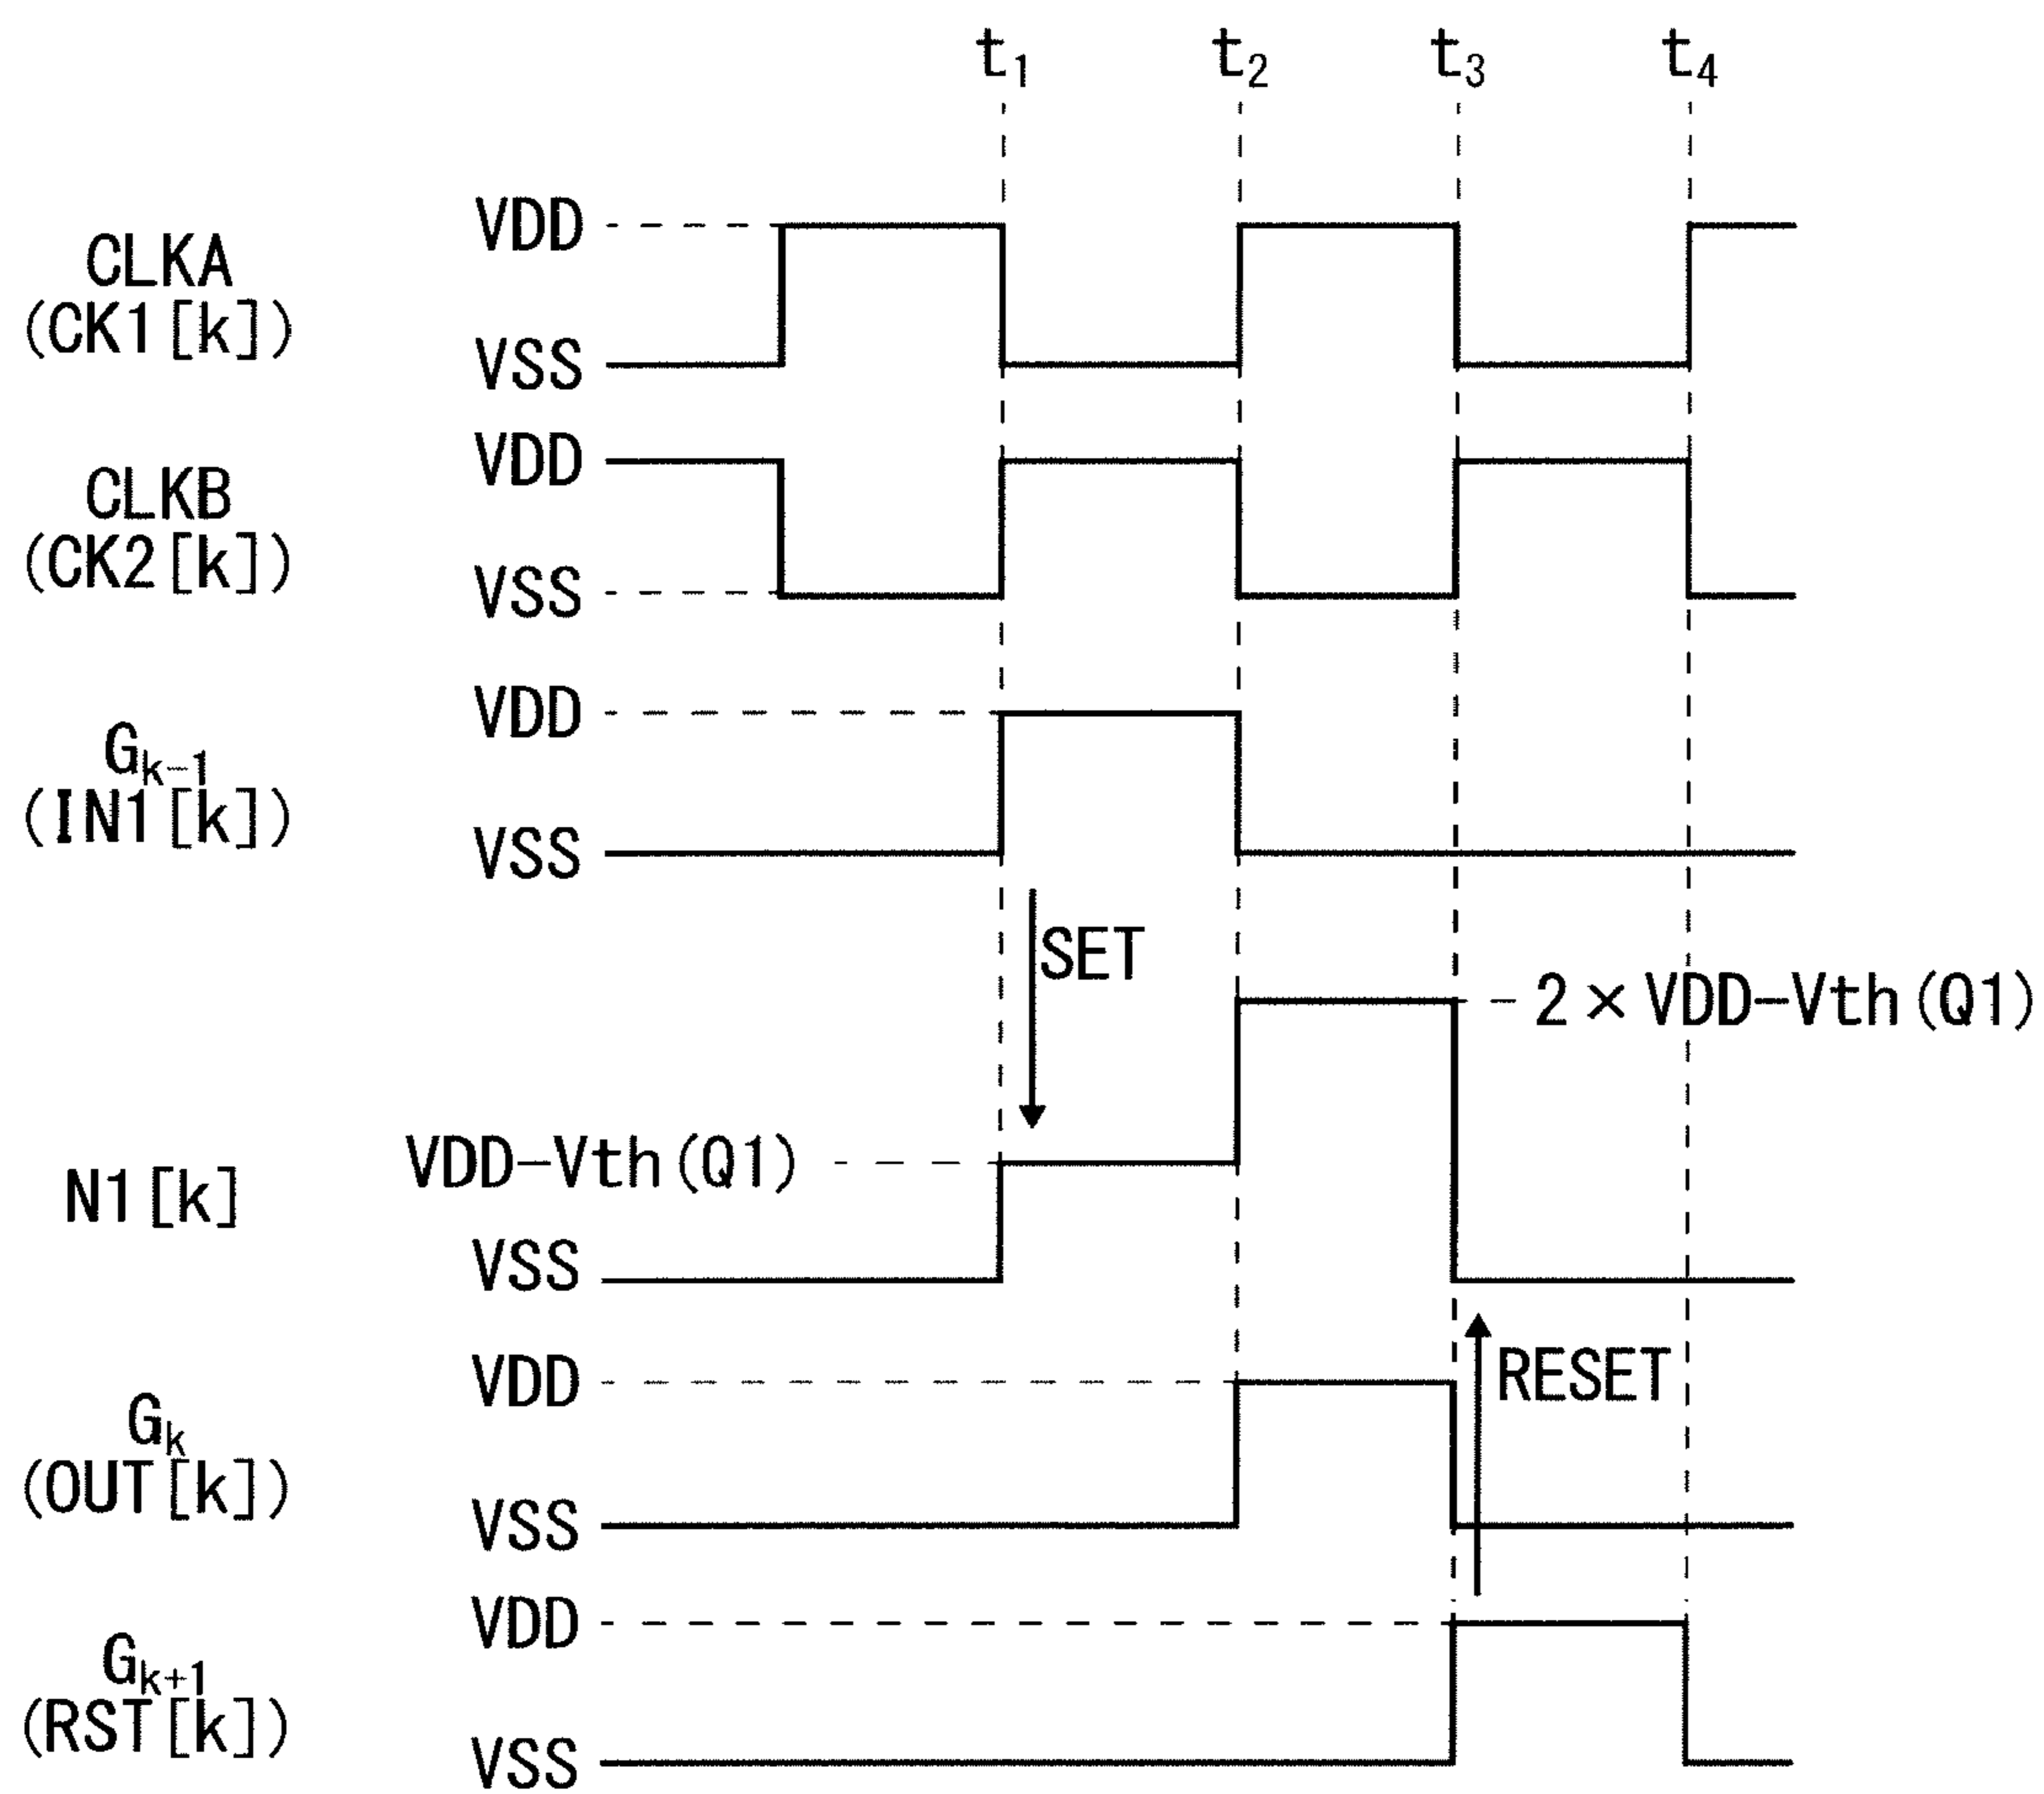 t1 t2 t3 t4
VDD
CLKA
(CK1[k])
VSS
VDD
CLKB
(CK2[k])
VSS
VDD
Gk-1
(IN1[k])
VSS
SET
2×VDD-Vth(Q1)
VDD-Vth(Q1)
N1[k]
VSS
VDD
RESET
Gk
(OUT[k])
VSS
VDD
Gk+1
(RST[k])
VSS